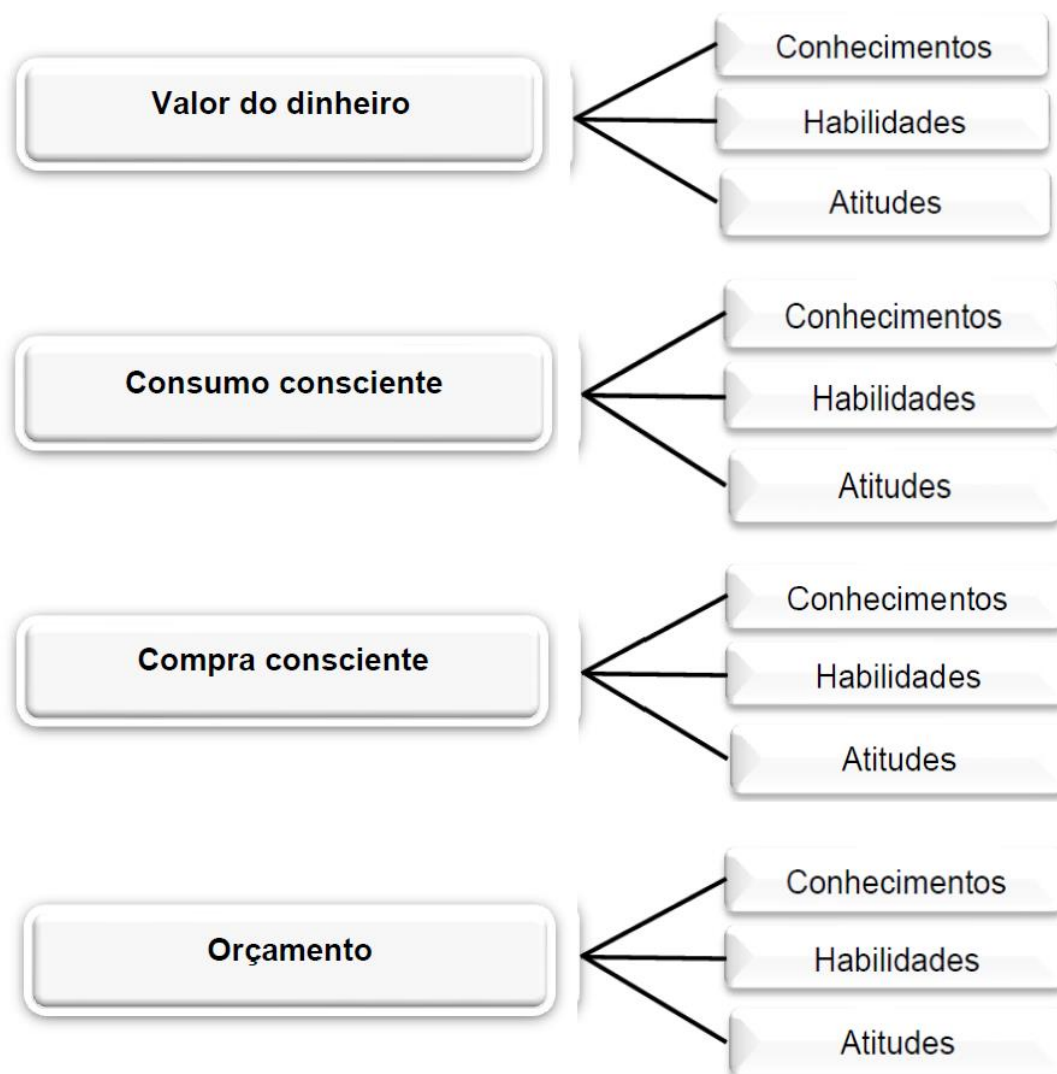 Valor do dinheiro
Conhecimentos
Habilidades
Atitudes
Consumo consciente
Conhecimentos
Habilidades
Atitudes
Compra consciente
Conhecimentos
Habilidades
Atitudes
Orçamento
Conhecimentos
Habilidades
Atitudes